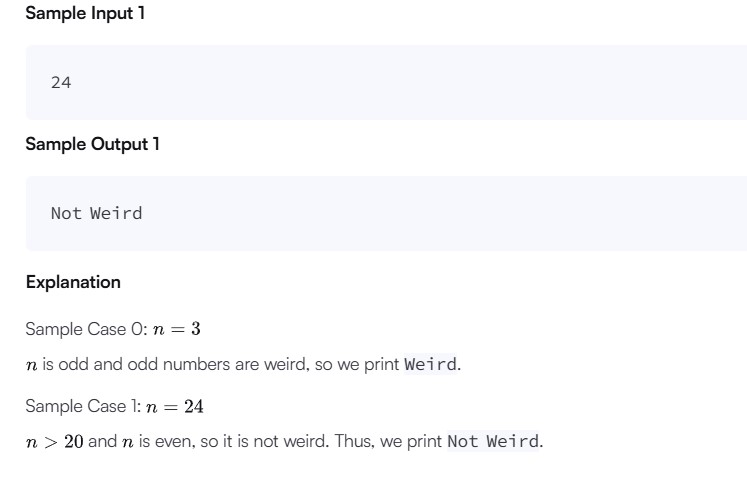 Sample Input 1
24
Sample Output 1
Not Weird
Explanation
Sample Case 0: n = 3
n is odd and odd numbers are weird, so we print Weird.
Sample Case 1: n = 24
n > 20 and n is even, so it is not weird. Thus, we print Not Weird.